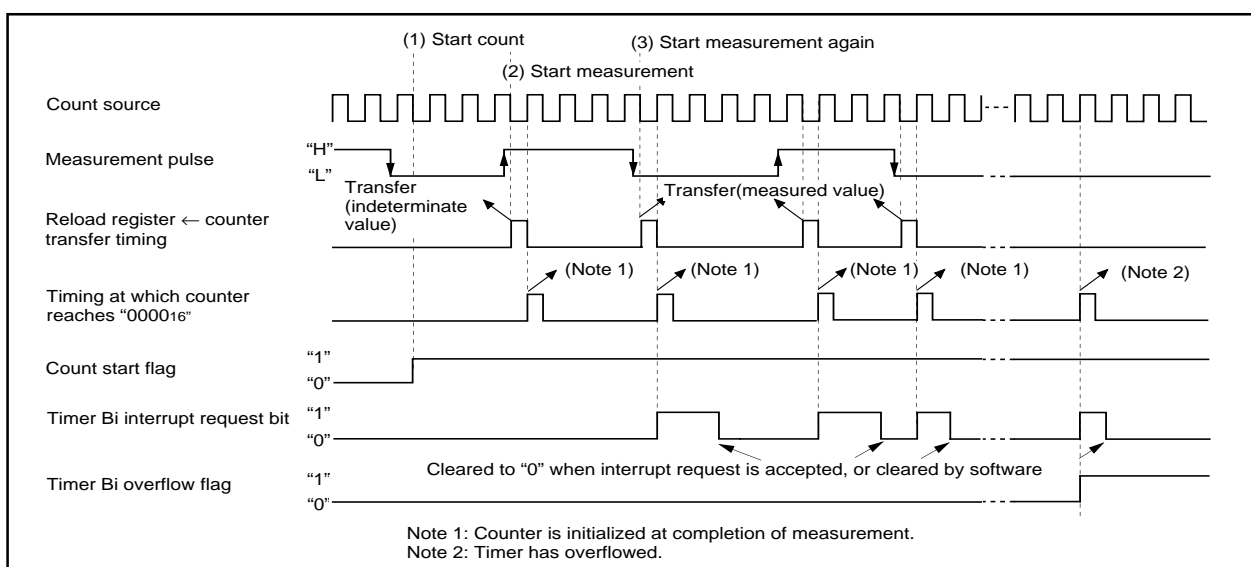 (1) Start count
(3) Start measurement again
(2) Start measurement
Count source
Measurement pulse
“H”
“L”
Transfer
(indeterminate
value)
Transfer(measured value)
Reload register ← counter
transfer timing
(Note 1)
(Note 1)
(Note 1)
(Note 1)
(Note 2)
Timing at which counter
reaches “000016”
Count start flag
“1”
“0”
Timer Bi interrupt request bit
“1”
“0”
Cleared to “0” when interrupt request is accepted, or cleared by software
Timer Bi overflow flag
“1”
“0”
Note 1: Counter is initialized at completion of measurement.
Note 2: Timer has overflowed.